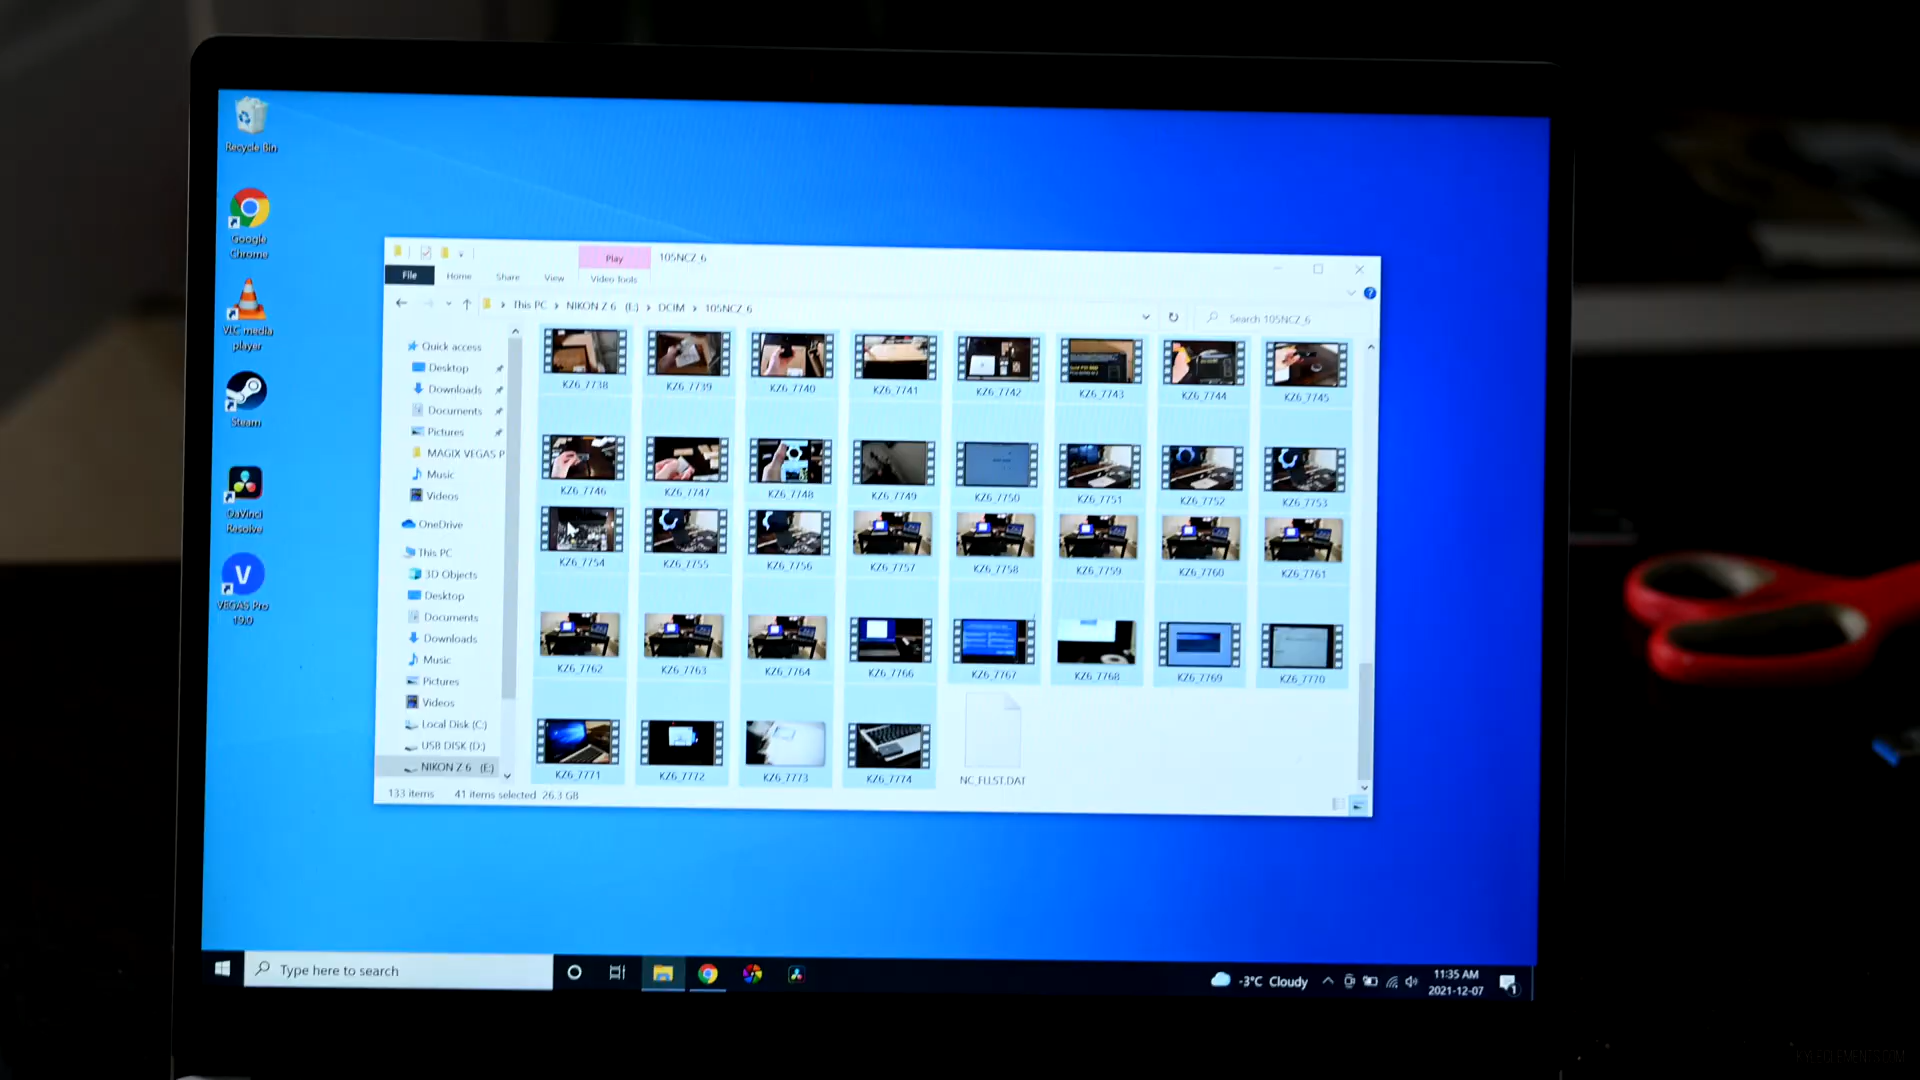 Recycle Bin
Google
Chrome
VLC media
player
Steam
DaVinci
Resolve
VEGAS Pro
19.0
Play
105NCZ_6
File
Home
Share
View
Video Tools
This PC > NIKON Z 6 (E:) > DCIM > 105NCZ_6
Search 105NCZ_6
Quick access
Desktop
Downloads
Documents
Pictures
MAGIX VEGAS P
Music
Videos
OneDrive
This PC
3D Objects
Desktop
Documents
Downloads
Music
Pictures
Videos
Local Disk (C:)
USB DISK (D:)
NIKON Z 6 (E:)
KZ6_7738 KZ6_7739 KZ6_7740 KZ6_7741 KZ6_7742 KZ6_7743 KZ6_7744 KZ6_7745
KZ6_7746 KZ6_7747 KZ6_7748 KZ6_7749 KZ6_7750 KZ6_7751 KZ6_7752 KZ6_7753
KZ6_7754 KZ6_7755 KZ6_7756 KZ6_7757 KZ6_7758 KZ6_7759 KZ6_7760 KZ6_7761
KZ6_7762 KZ6_7763 KZ6_7764 KZ6_7766 KZ6_7767 KZ6_7768 KZ6_7769 KZ6_7770
KZ6_7771 KZ6_7772 KZ6_7773 KZ6_7774 NC_FLLST.DAT
133 items 41 items selected 26.3 GB
Type here to search
-3°C Cloudy
11:35 AM
2021-12-07
1
KYLECLEMENTS.COM